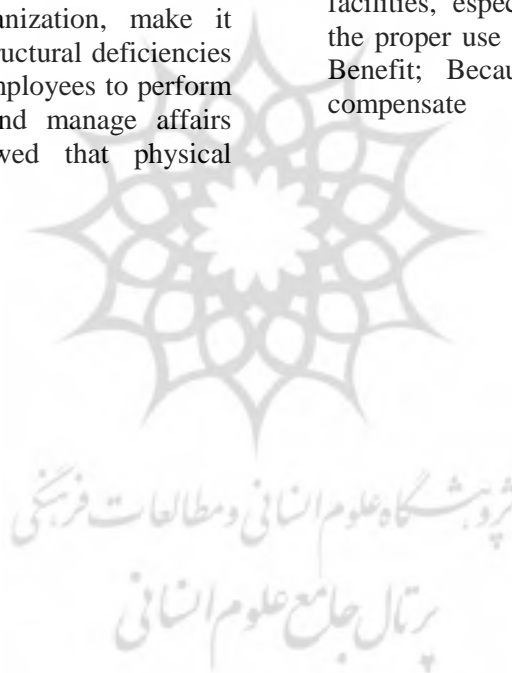 anization, make it
ructural deficiencies
mployees to perform
nd manage affairs
wed that physical
facilities, espec
the proper use
Benefit; Becau
compensate
پژوهشگاه علوم انسانی و مطالعات فرهنگی
پرتال جامع علوم انسانی